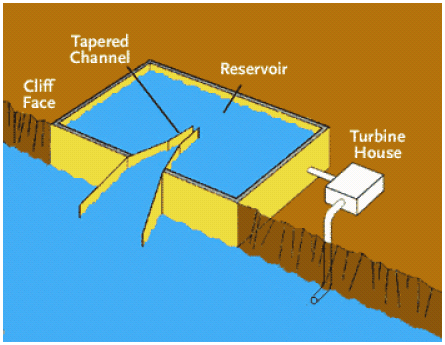 Tapered
Channel
Reservoir
Cliff
Face
Turbine
House